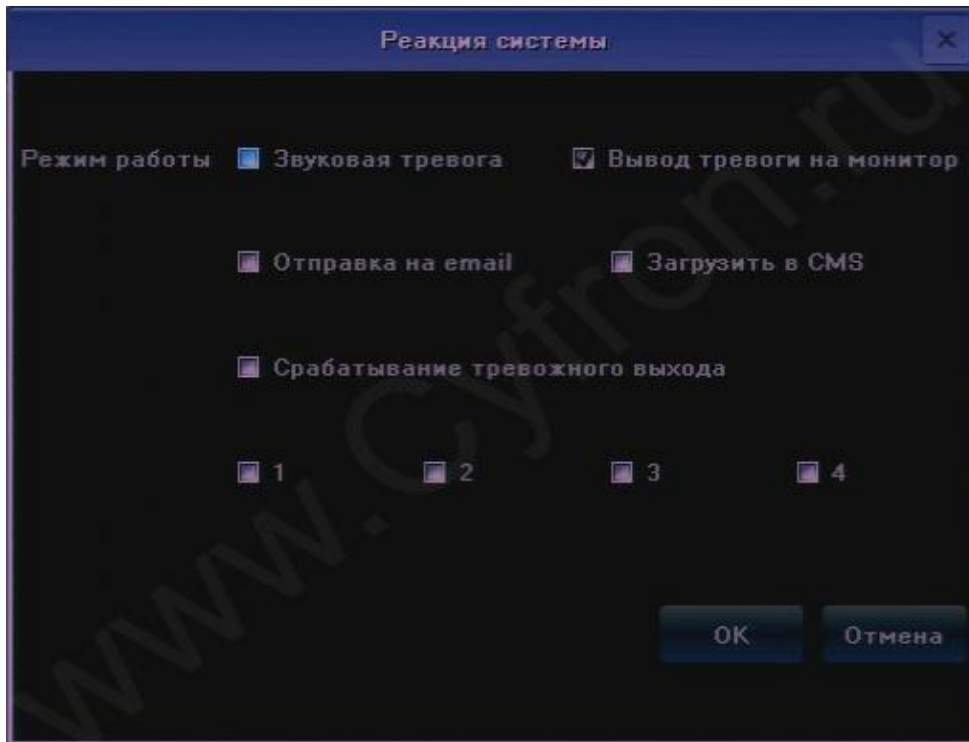 Реакция системы
Режим работы Звуковая тревога Вывод тревоги на монитор
Отправка на email Загрузить в CMS
Срабатывание тревожного выхода
1 2 3 4
OK Отмена
www.Cyfron.ru